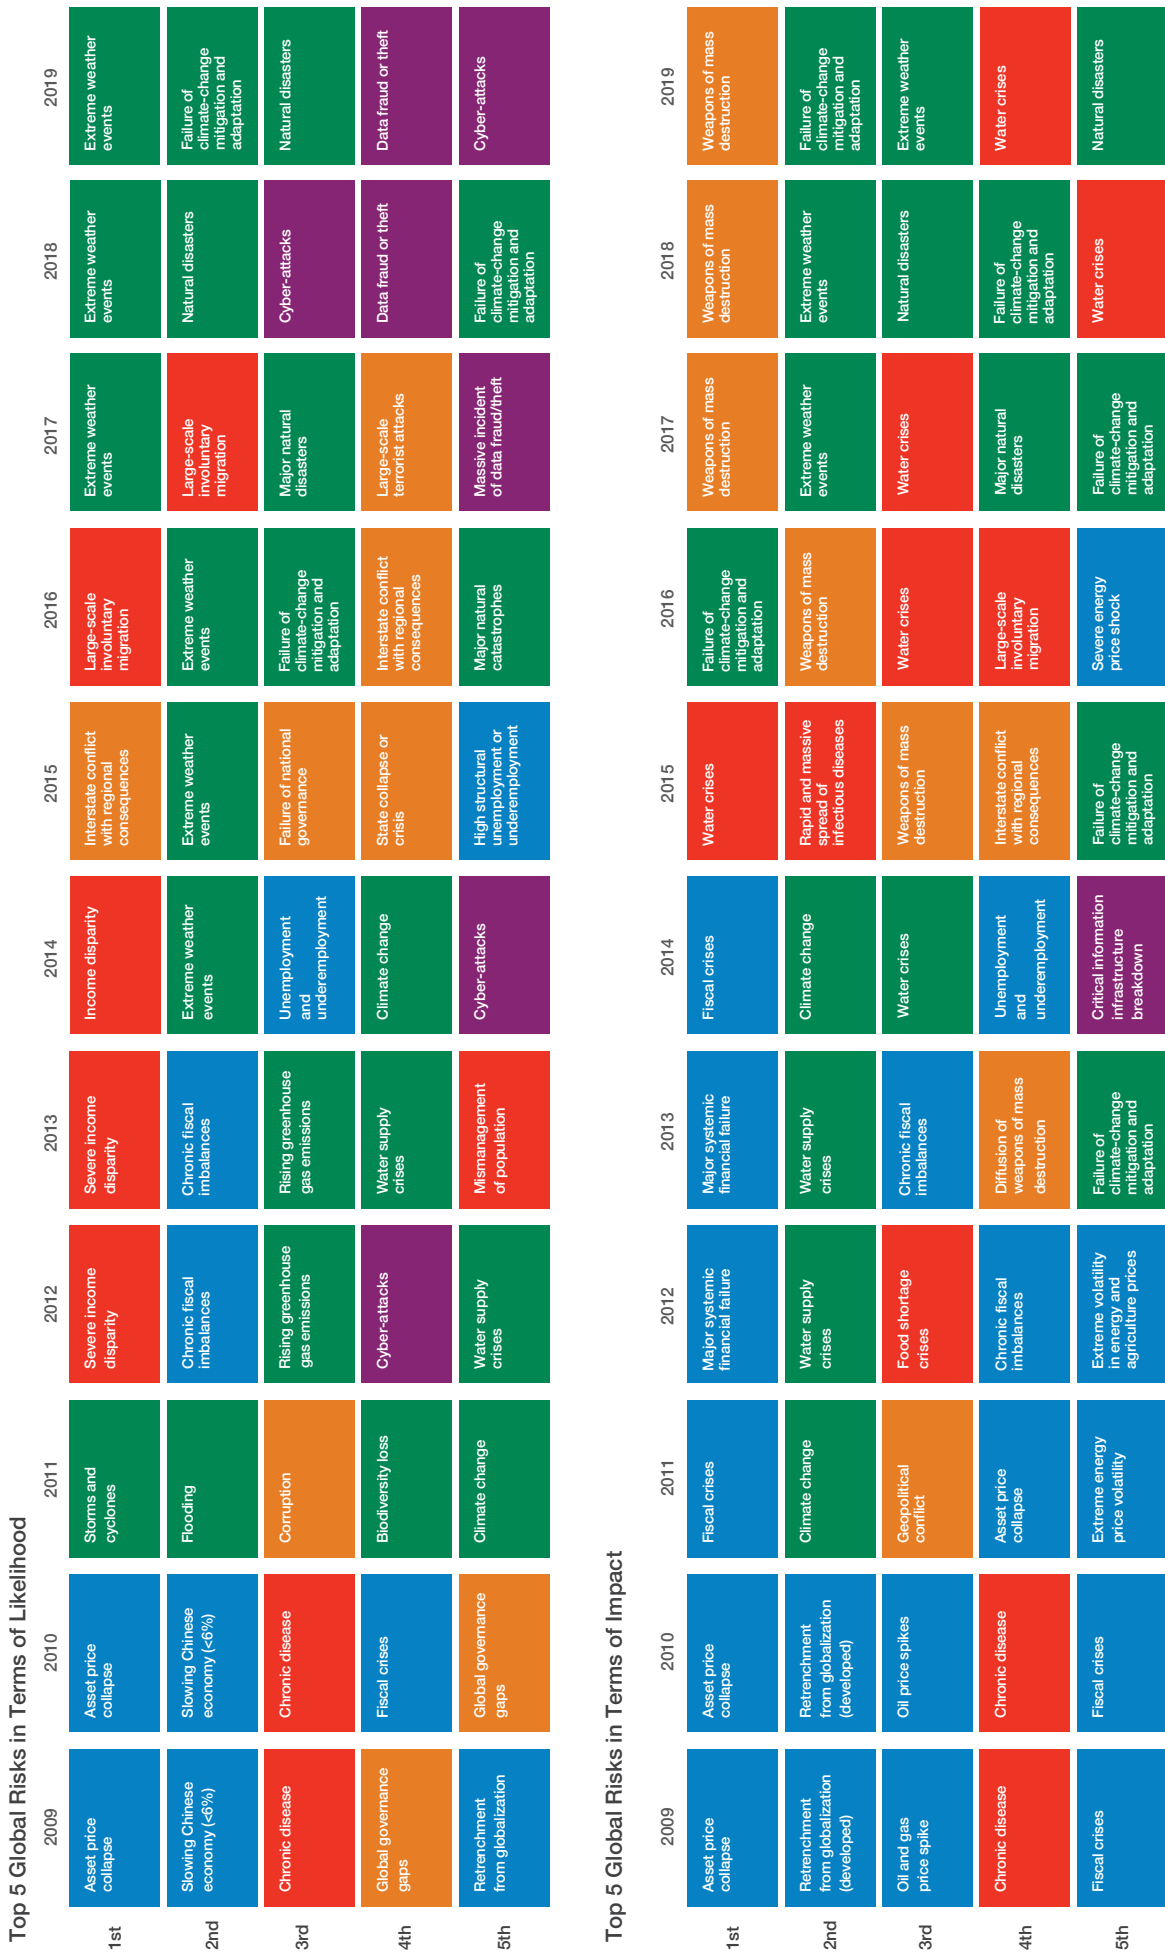 Top 5 Global Risks in Terms of Likelihood
2009
2010
2011
2012
2013
2014
2015
2016
2017
2018
2019
1st
Asset price
collapse
Asset price
collapse
Storms and
cyclones
Severe income
disparity
Severe income
disparity
Income disparity
Interstate conflict
with regional
consequences
Large-scale
involuntary
migration
Extreme weather
events
Extreme weather
events
Extreme weather
events
2nd
Slowing Chinese
economy (<6%)
Slowing Chinese
economy (<6%)
Flooding
Chronic fiscal
imbalances
Chronic fiscal
imbalances
Extreme weather
events
Extreme weather
events
Extreme weather
events
Large-scale
involuntary
migration
Natural disasters
Failure of
climate-change
mitigation and
adaptation
3rd
Chronic disease
Chronic disease
Corruption
Rising greenhouse
gas emissions
Rising greenhouse
gas emissions
Unemployment
and
underemployment
Failure of national
governance
Failure of
climate-change
mitigation and
adaptation
Major natural
disasters
Cyber-attacks
Natural disasters
4th
Global governance
gaps
Fiscal crises
Biodiversity loss
Cyber-attacks
Water supply
crises
Climate change
State collapse or
crisis
Interstate conflict
with regional
consequences
Large-scale
terrorist attacks
Data fraud or theft
Data fraud or theft
5th
Retrenchment
from globalization
Global governance
gaps
Climate change
Water supply
crises
Mismanagement
of population
Cyber-attacks
High structural
unemployment or
underemployment
Major natural
catastrophes
Massive incident
of data fraud/theft
Failure of
climate-change
mitigation and
adaptation
Cyber-attacks
Top 5 Global Risks in Terms of Impact
2009
2010
2011
2012
2013
2014
2015
2016
2017
2018
2019
1st
Asset price
collapse
Asset price
collapse
Fiscal crises
Major systemic
financial failure
Major systemic
financial failure
Fiscal crises
Water crises
Failure of
climate-change
mitigation and
adaptation
Weapons of mass
destruction
Weapons of mass
destruction
Weapons of mass
destruction
2nd
Retrenchment
from globalization
(developed)
Retrenchment
from globalization
(developed)
Climate change
Water supply
crises
Water supply
crises
Climate change
Rapid and massive
spread of
infectious diseases
Weapons of mass
destruction
Extreme weather
events
Extreme weather
events
Failure of
climate-change
mitigation and
adaptation
3rd
Oil and gas
price spike
Oil price spikes
Geopolitical
conflict
Food shortage
crises
Chronic fiscal
imbalances
Water crises
Weapons of mass
destruction
Water crises
Water crises
Natural disasters
Extreme weather
events
4th
Chronic disease
Chronic disease
Asset price
collapse
Chronic fiscal
imbalances
Diffusion of
weapons of mass
destruction
Unemployment
and
underemployment
Interstate conflict
with regional
consequences
Large-scale
involuntary
migration
Major natural
disasters
Failure of
climate-change
mitigation and
adaptation
Water crises
5th
Fiscal crises
Fiscal crises
Extreme energy
price volatility
Extreme volatility
in energy and
agriculture prices
Failure of
climate-change
mitigation and
adaptation
Critical information
infrastructure
breakdown
Failure of
climate-change
mitigation and
adaptation
Severe energy
price shock
Failure of
climate-change
mitigation and
adaptation
Water crises
Natural disasters